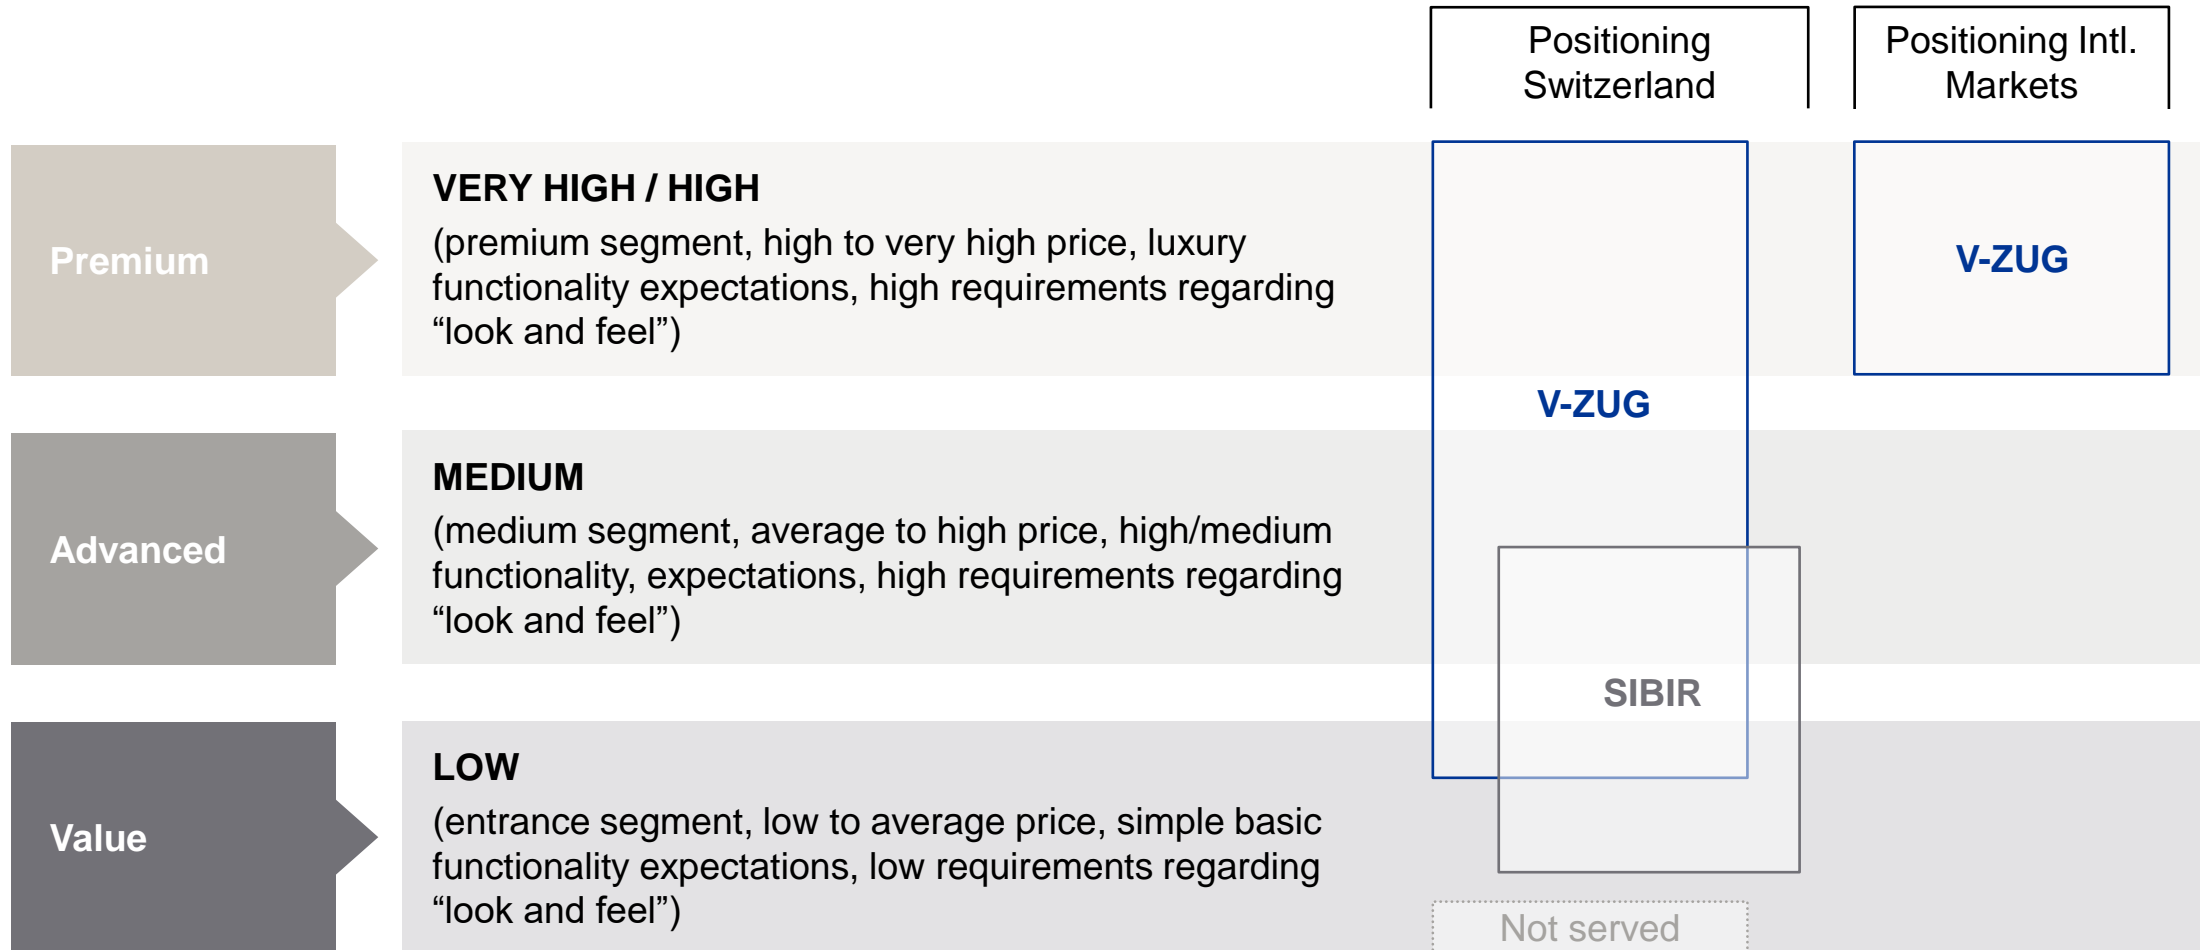 Positioning
Switzerland
Positioning Intl.
Markets
Premium
VERY HIGH / HIGH
(premium segment, high to very high price, luxury
functionality expectations, high requirements regarding
“look and feel”)
V-ZUG
V-ZUG
Advanced
MEDIUM
(medium segment, average to high price, high/medium
functionality, expectations, high requirements regarding
“look and feel”)
SIBIR
Value
LOW
(entrance segment, low to average price, simple basic
functionality expectations, low requirements regarding
“look and feel”)
Not served